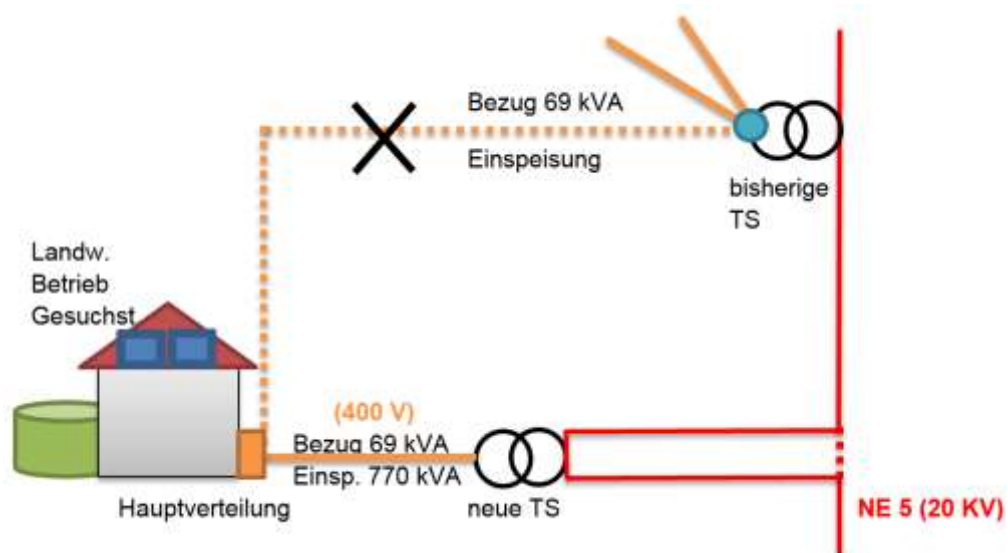 Bezug 69 kVA
Einspeisung
bisherige
TS
Landw.
Betrieb
Gesuchst
(400 V)
Bezug 69 kVA
Einsp. 770 kVA
Hauptverteilung
neue TS
NE 5 (20 KV)